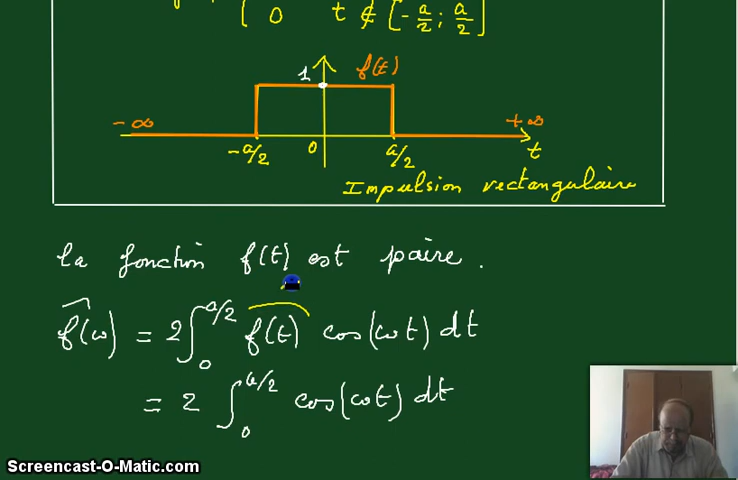 0 t ∉ [-a/2 ; a/2]
1 f(t)
-∞ +∞
-a/2 0 a/2 t
Impulsion rectangulaire
la fonction f(t) est paire.
f̂(ω) = 2∫₀^(a/2) f(t) cos(ωt) dt
= 2 ∫₀^(a/2) cos(ωt) dt
Screencast-O-Matic.com